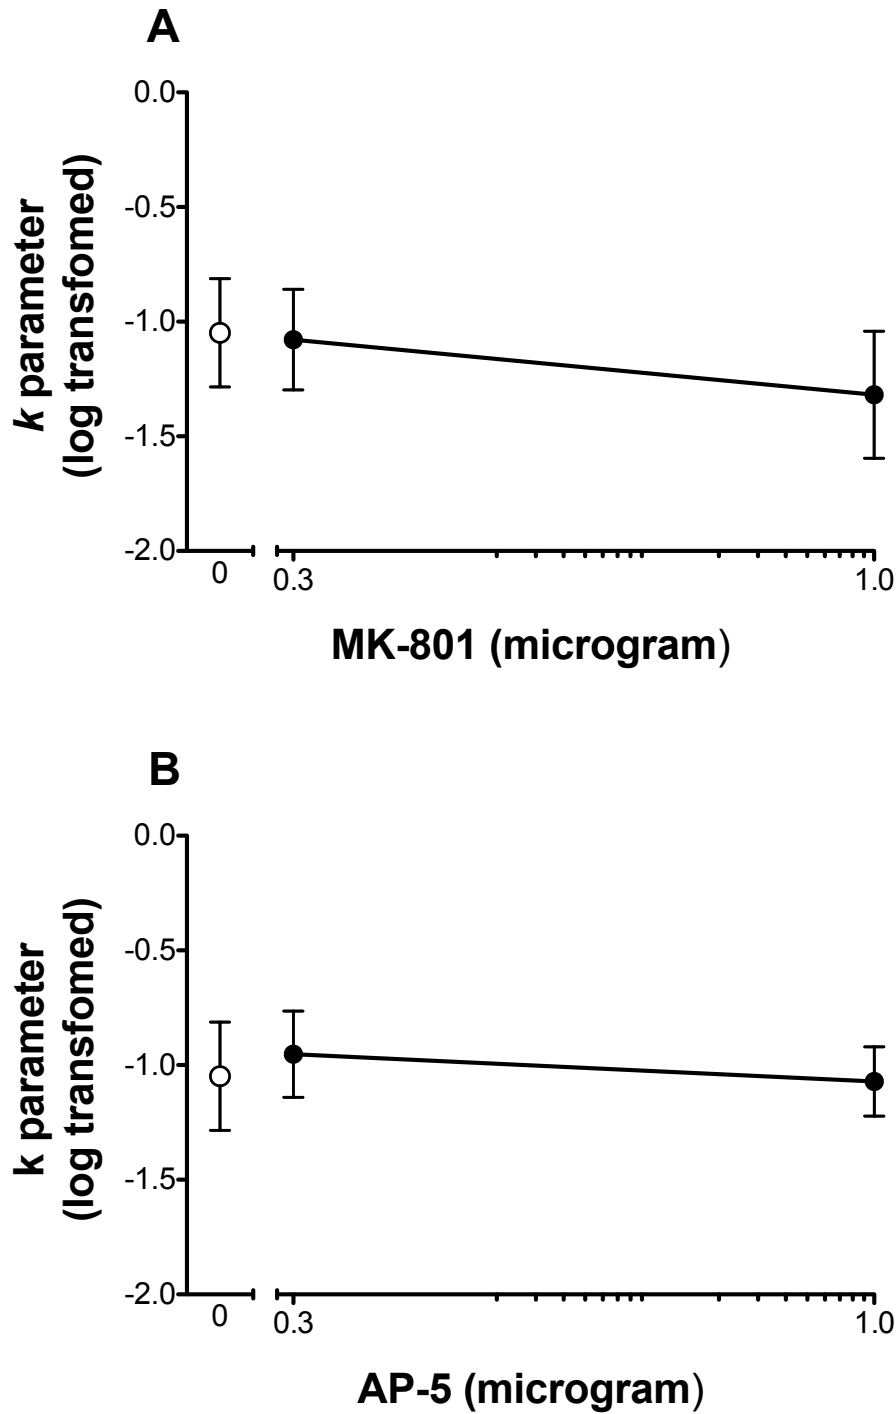 A
0.0
-0.5
-1.0
-1.5
-2.0
k parameter
(log transfomed)
0
0.3
1.0
MK-801 (microgram)
B
0.0
-0.5
-1.0
-1.5
-2.0
k parameter
(log transfomed)
0
0.3
1.0
AP-5 (microgram)